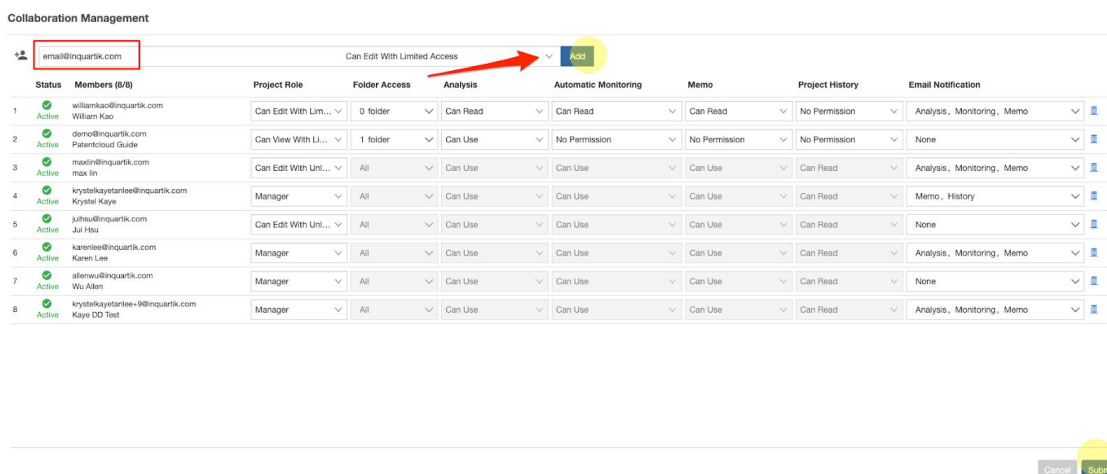 Collaboration Management
email@inquartik.com Can Edit With Limited Access Add
Status Members (8/8) Project Role Folder Access Analysis Automatic Monitoring Memo Project History Email Notification
1 Active williamkao@inquartik.com Can Edit With Lim... 0 folder Can Read Can Read Can Read No Permission Analysis, Monitoring, Memo
William Kao
2 Active demo@inquartik.com Can View With Li... 1 folder Can Use No Permission No Permission No Permission None
Patentcloud Guide
3 Active maxlin@inquartik.com Can Edit With Unl... All Can Use Can Use Can Use Can Read Analysis, Monitoring, Memo
max lin
4 Active krystelkayetanlee@inquartik.com Manager All Can Use Can Use Can Use Can Read Memo, History
Krystel Kaye
5 Active juihsu@inquartik.com Can Edit With Unl... All Can Use Can Use Can Use Can Read None
Jui Hsu
6 Active karenlee@inquartik.com Manager All Can Use Can Use Can Use Can Read Analysis, Monitoring, Memo
Karen Lee
7 Active allenwu@inquartik.com Manager All Can Use Can Use Can Use Can Read None
Wu Allen
8 Active krystelkayetanlee+9@inquartik.com Manager All Can Use Can Use Can Use Can Read Analysis, Monitoring, Memo
Kaye DD Test
Cancel Subm